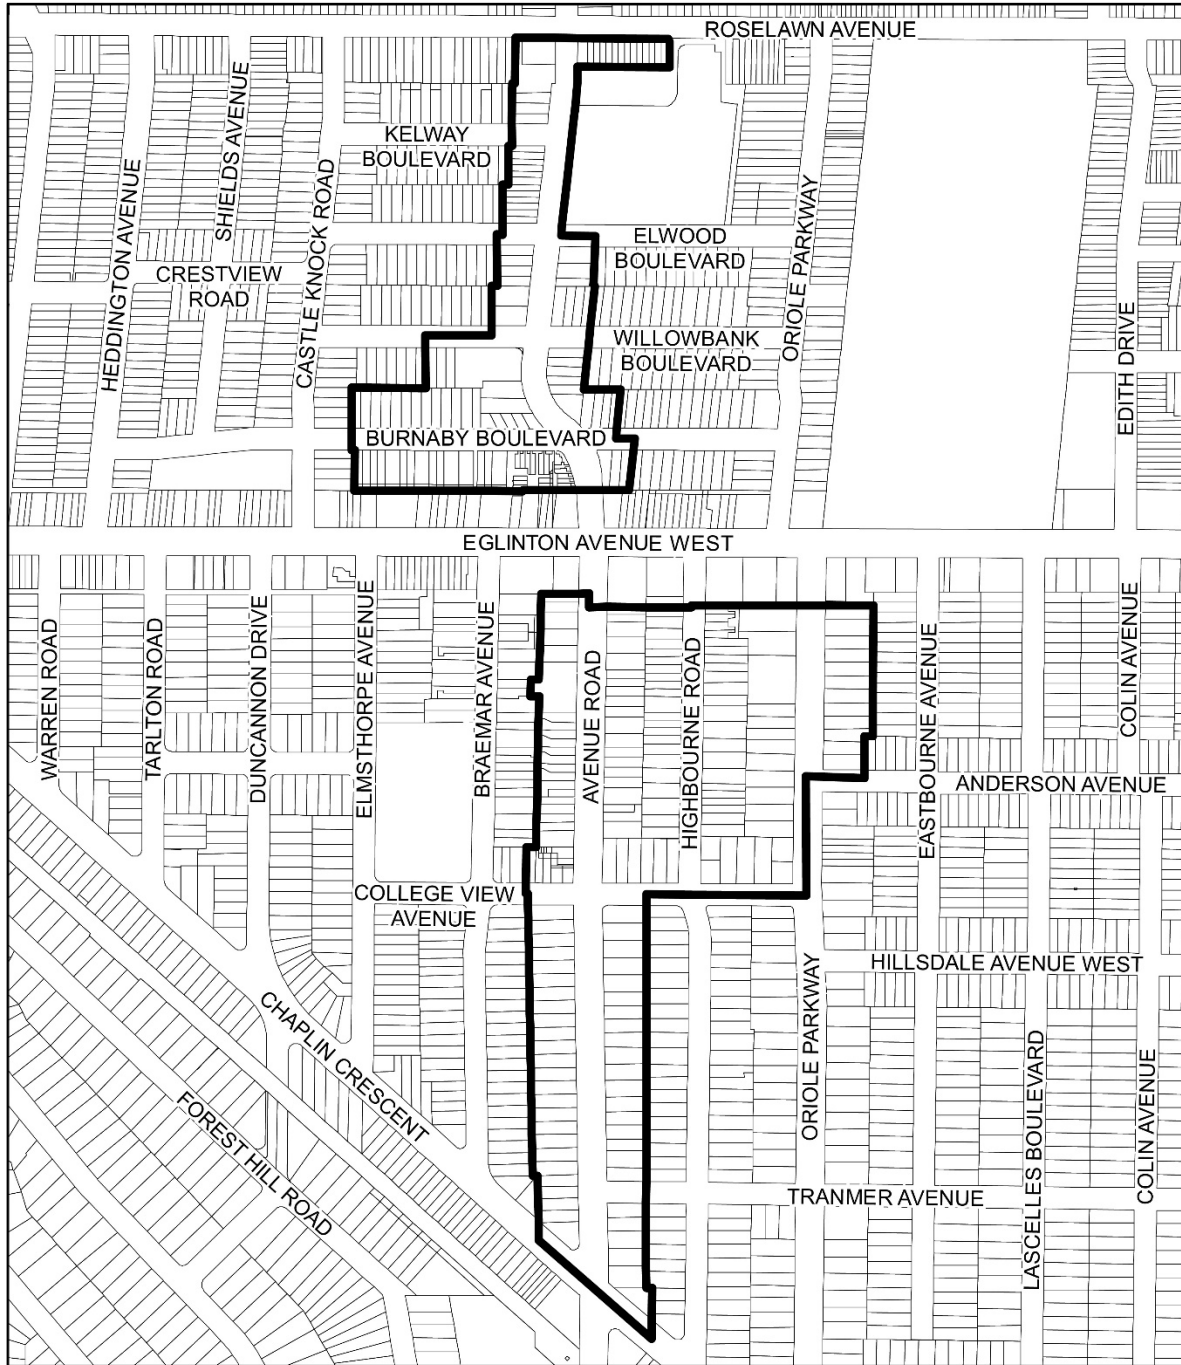 ROSELAWN AVENUE
KELWAY
BOULEVARD
SHIELDS AVENUE
HEDDINGTON AVENUE
CASTLE KNOCK ROAD
ORIOLE PARKWAY
ELWOOD
BOULEVARD
CRESTVIEW
ROAD
WILLOWBANK
BOULEVARD
EDITH DRIVE
BURNABY BOULEVARD
EGLINTON AVENUE WEST
WARREN ROAD
TARLTON ROAD
DUNCANNON DRIVE
ELMSTHORPE AVENUE
BRAEMAR AVENUE
AVENUE ROAD
HIGHBOURNE ROAD
EASTBOURNE AVENUE
COLIN AVENUE
ANDERSON AVENUE
COLLEGE VIEW
AVENUE
HILLSDALE AVENUE WEST
CHAPLIN CRESCENT
FOREST HILL ROAD
ORIOLE PARKWAY
LASCELLES BOULEVARD
COLIN AVENUE
TRANMER AVENUE